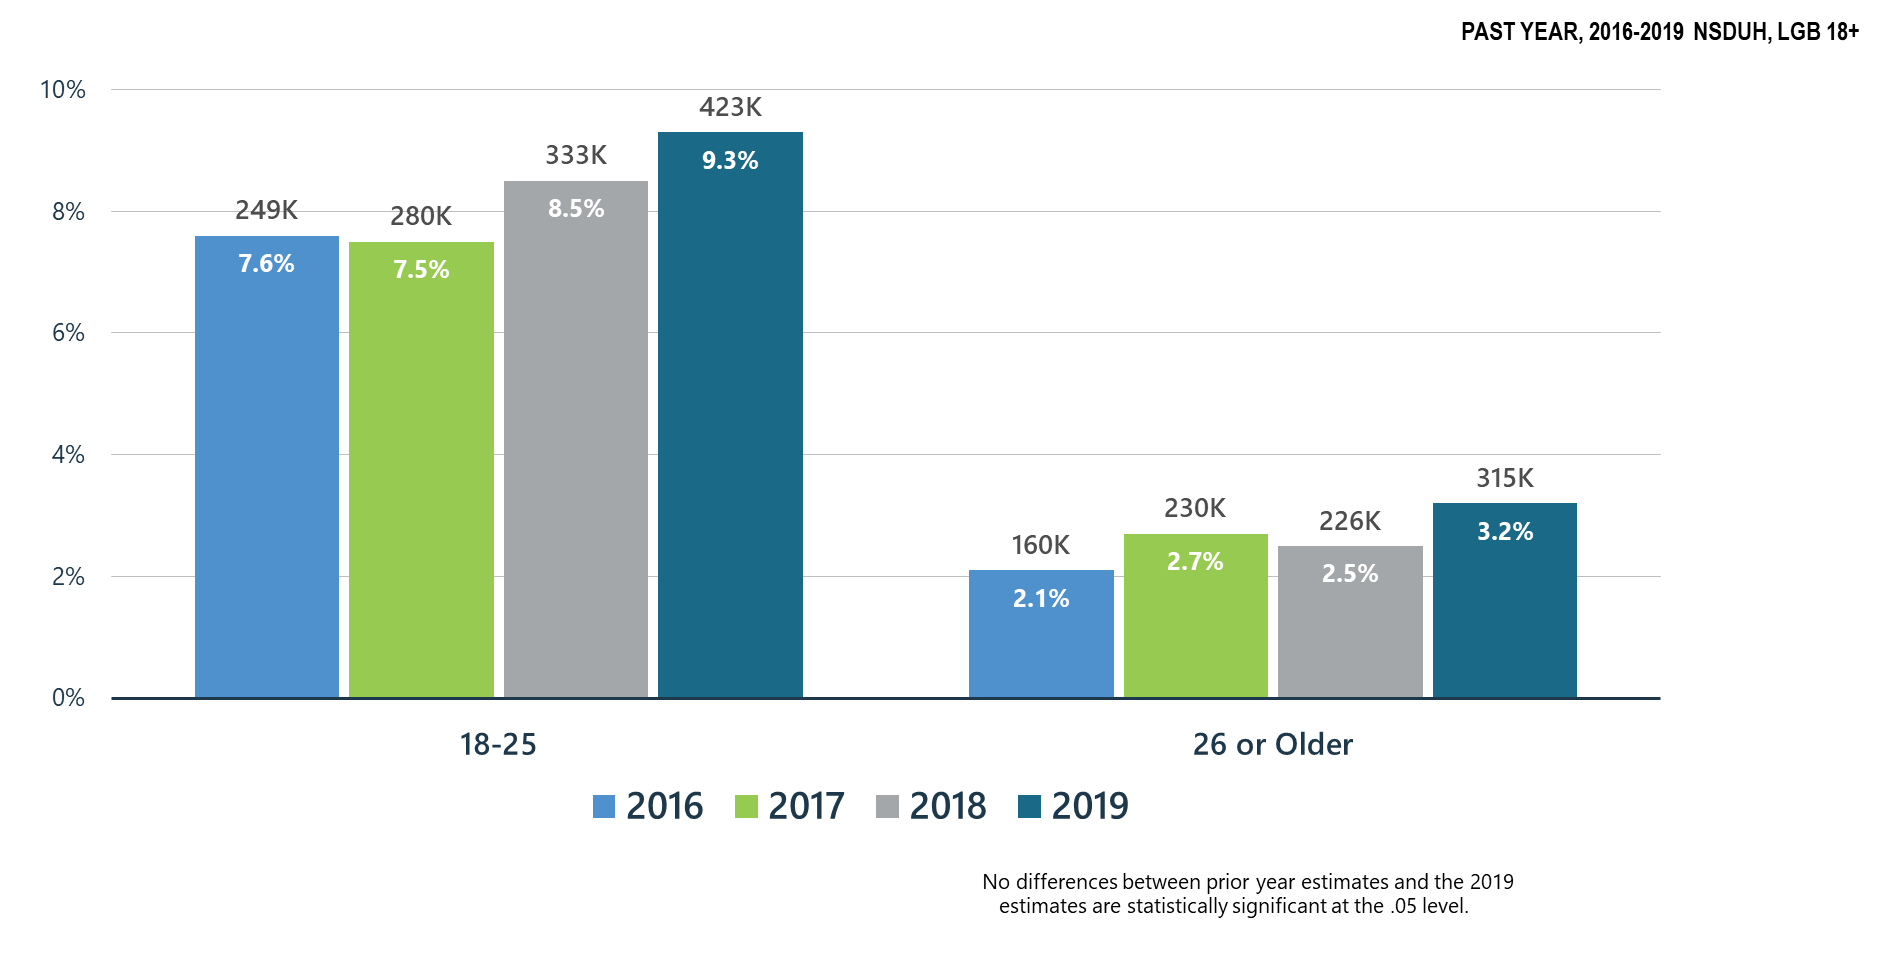 PAST YEAR, 2016-2019 NSDUH, LGB 18+
10%
8%
6%
4%
2%
0%
249K
7.6%
280K
7.5%
333K
8.5%
423K
9.3%
160K
2.1%
230K
2.7%
226K
2.5%
315K
3.2%
18-25
26 or Older
2016 2017 2018 2019
No differences between prior year estimates and the 2019
estimates are statistically significant at the .05 level.